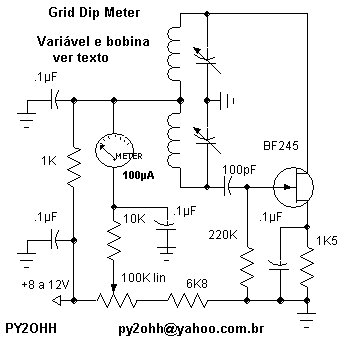 Grid Dip Meter
Variável e bobina
ver texto
.1µF
1K
METER
100µA
100pF
BF245
.1µF
10K
.1µF
220K
.1µF
1K5
+8 a 12V
100K lin
6K8
PY2OHH
py2ohh@yahoo.com.br